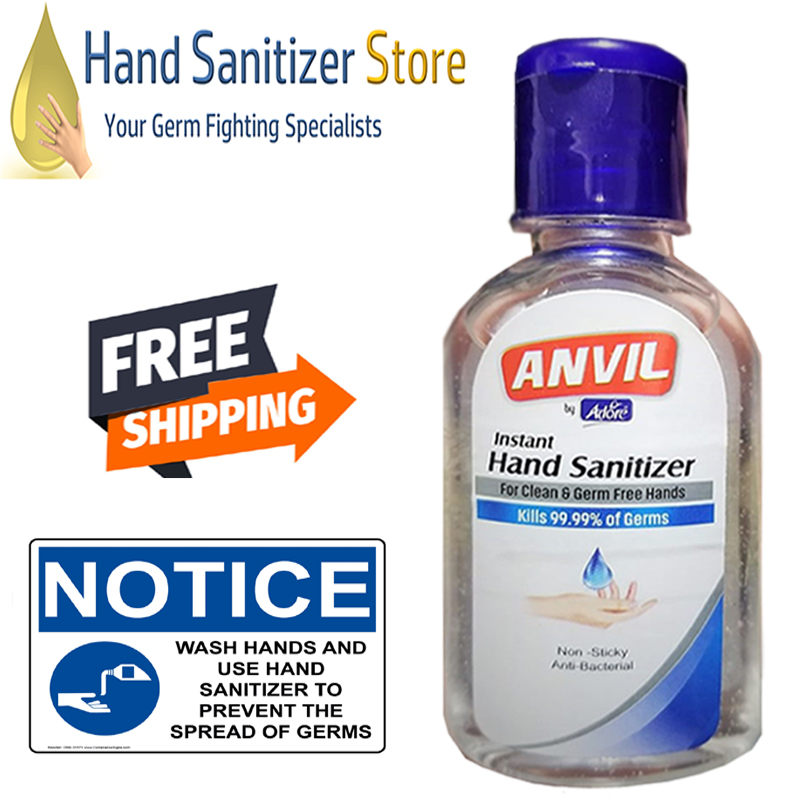 Hand Sanitizer Store
Your Germ Fighting Specialists
FREE
SHIPPING
ANVIL
by Adore
Instant
Hand Sanitizer
For Clean & Germ Free Hands
Kills 99.99% of Germs
Non -Sticky
Anti-Bacterial
NOTICE
WASH HANDS AND
USE HAND
SANITIZER TO
PREVENT THE
SPREAD OF GERMS